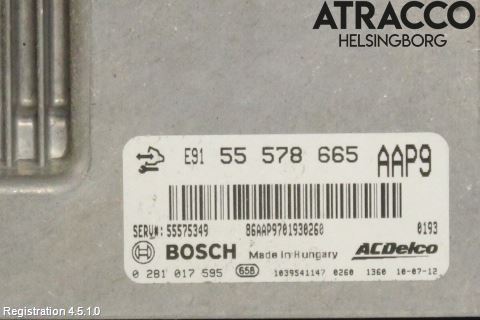 ATRACCO
HELSINGBORG
E91 55 578 665 AAP9
SERV#: 55575349 86AAP9701930260 0193
BOSCH Made in Hungary ACDelco
0 281 017 595 658 1039S41147 0260 1360 10-07-12
Registration 4.5.1.0